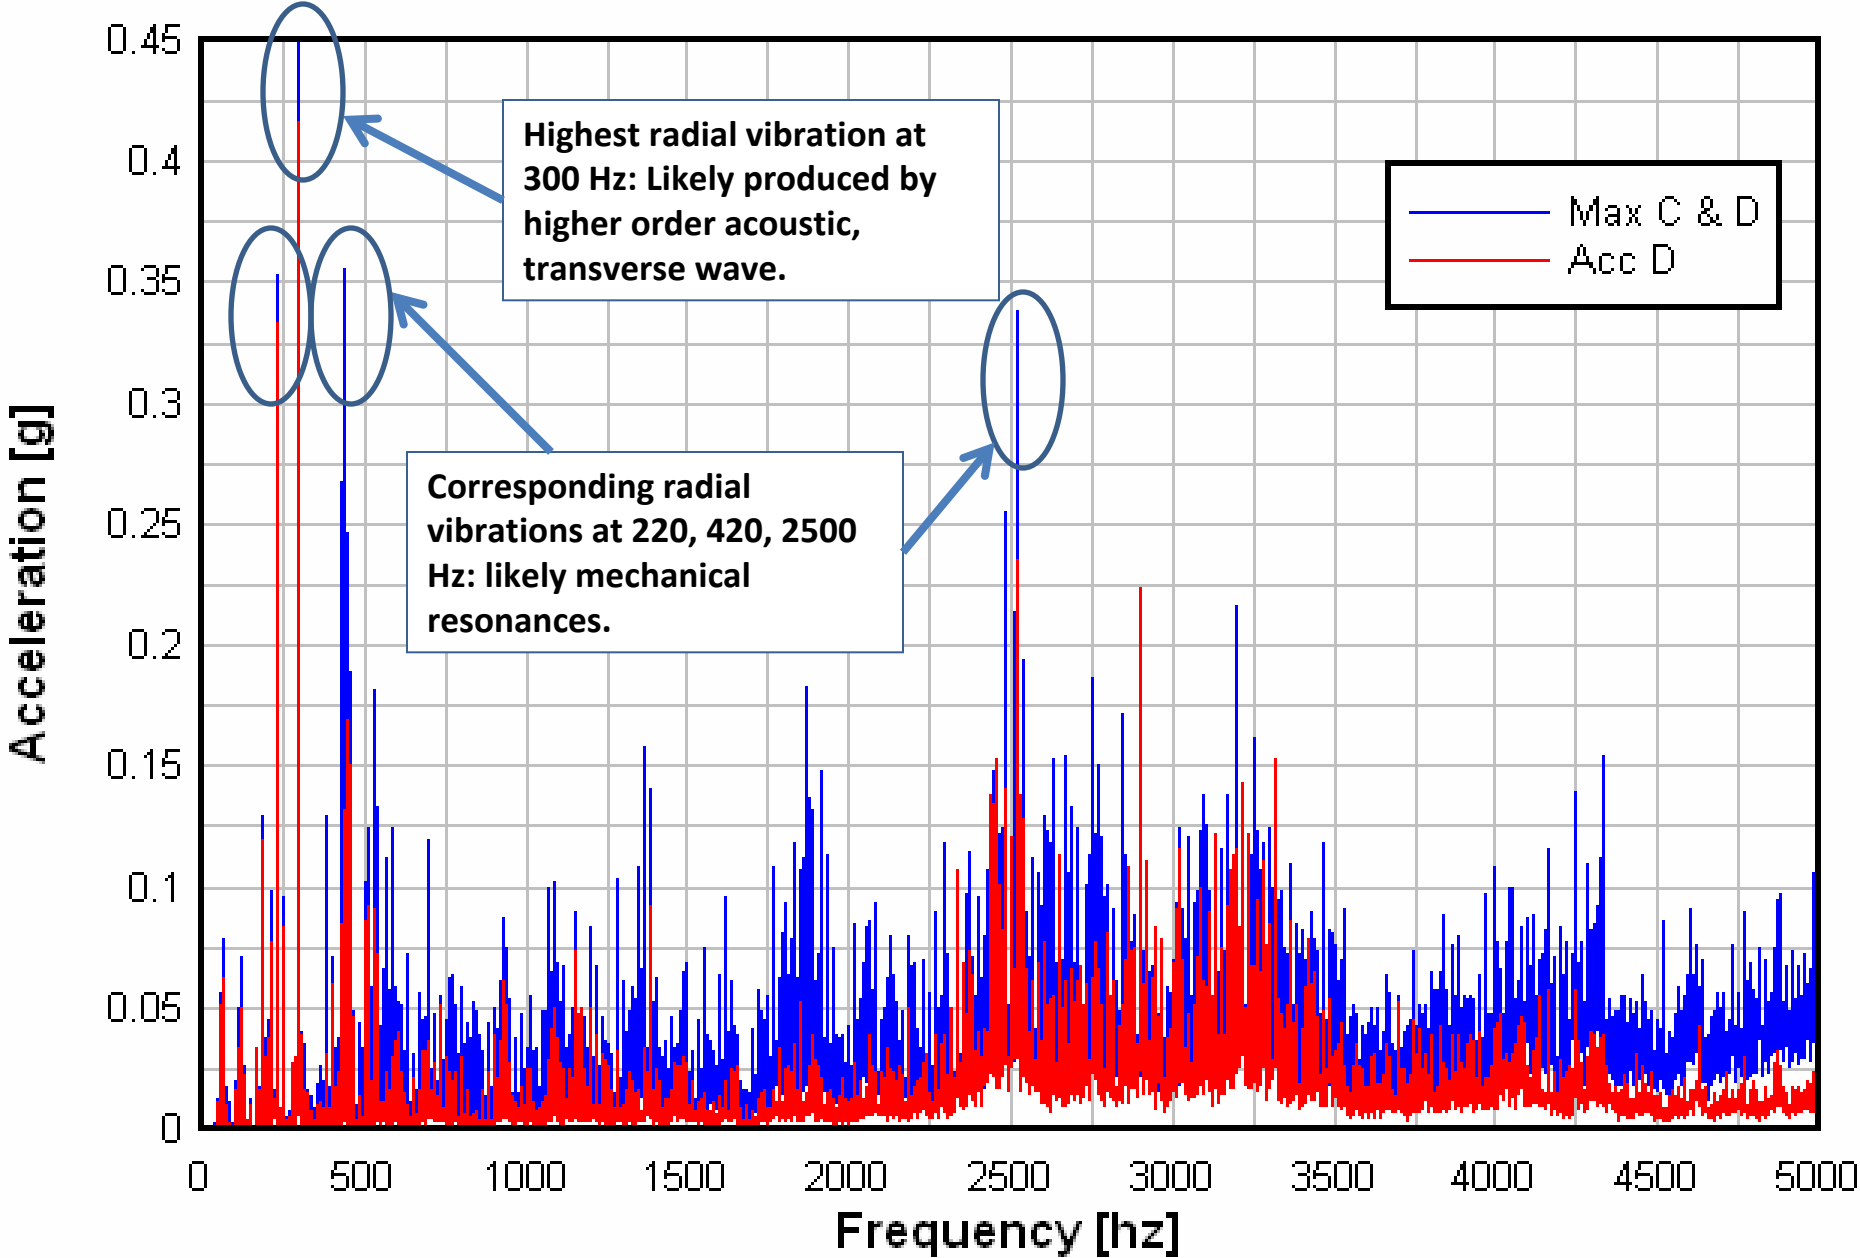 0.45
0.4
0.35
0.3
0.25
0.2
0.15
0.1
0.05
0
Acceleration [g]
Highest radial vibration at
300 Hz: Likely produced by
higher order acoustic,
transverse wave.
Max C & D
Acc D
Corresponding radial
vibrations at 220, 420, 2500
Hz: likely mechanical
resonances.
0 500 1000 1500 2000 2500 3000 3500 4000 4500 5000
Frequency [hz]